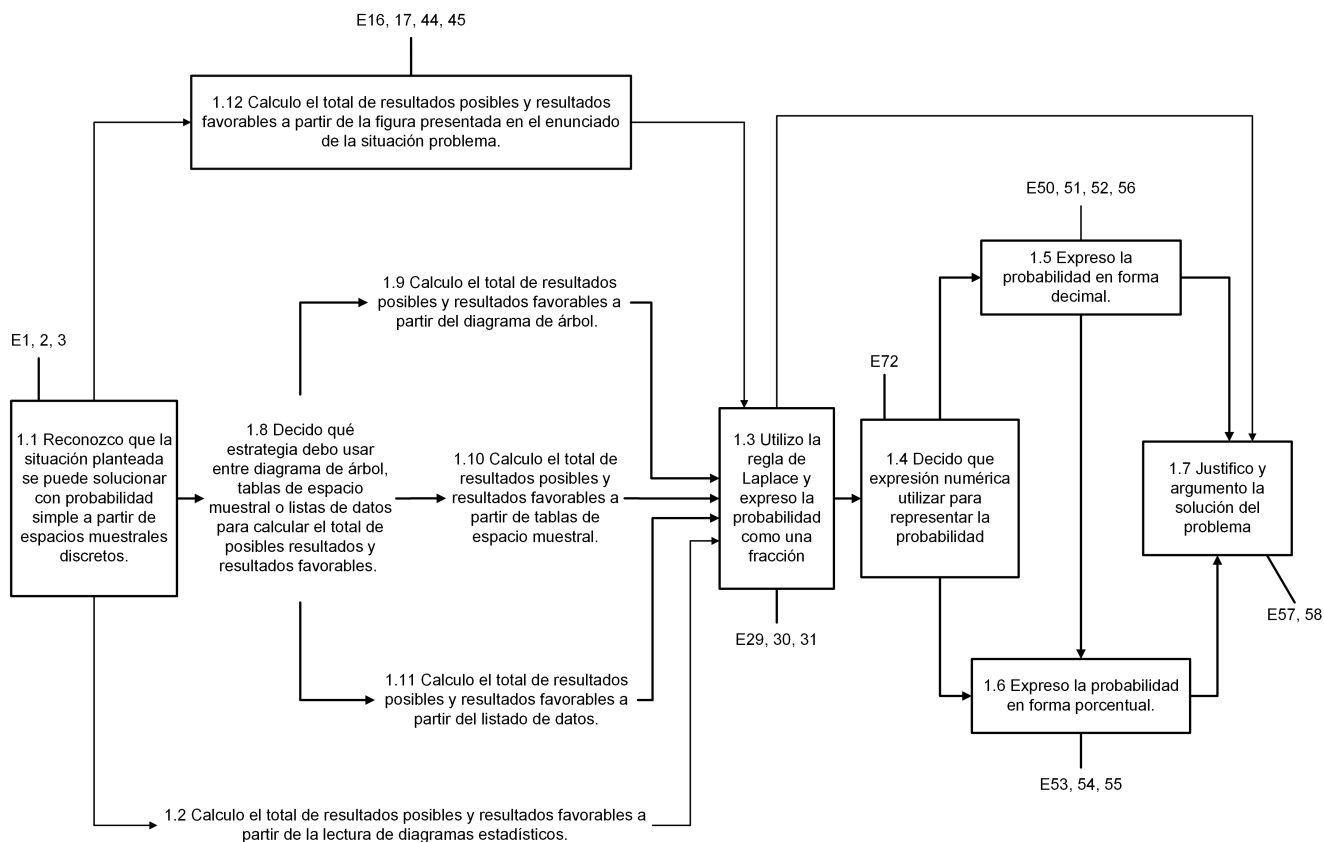 E16, 17, 44, 45
1.12 Calculo el total de resultados posibles y resultados
favorables a partir de la figura presentada en el enunciado
de la situación problema.
E50, 51, 52, 56
1.5 Expreso la
probabilidad en forma
decimal.
1.9 Calculo el total de resultados
posibles y resultados favorables a
partir del diagrama de árbol.
E1, 2, 3
1.1 Reconozco que la
situación planteada
se puede solucionar
con probabilidad
simple a partir de
espacios muestrales
discretos.
1.8 Decido qué
estrategia debo usar
entre diagrama de árbol,
tablas de espacio
muestral o listas de datos
para calcular el total de
posibles resultados y
resultados favorables.
1.10 Calculo el total de
resultados posibles y
resultados favorables a
partir de tablas de
espacio muestral.
1.3 Utilizo la
regla de
Laplace y
expreso la
probabilidad
como una
fracción
E29, 30, 31
E72
1.4 Decido que
expresión numérica
utilizar para
representar la
probabilidad
1.7 Justifico y
argumento la
solución del
problema
E57, 58
1.11 Calculo el total de resultados
posibles y resultados favorables a
partir del listado de datos.
1.6 Expreso la probabilidad
en forma porcentual.
E53, 54, 55
1.2 Calculo el total de resultados posibles y resultados favorables a
partir de la lectura de diagramas estadísticos.